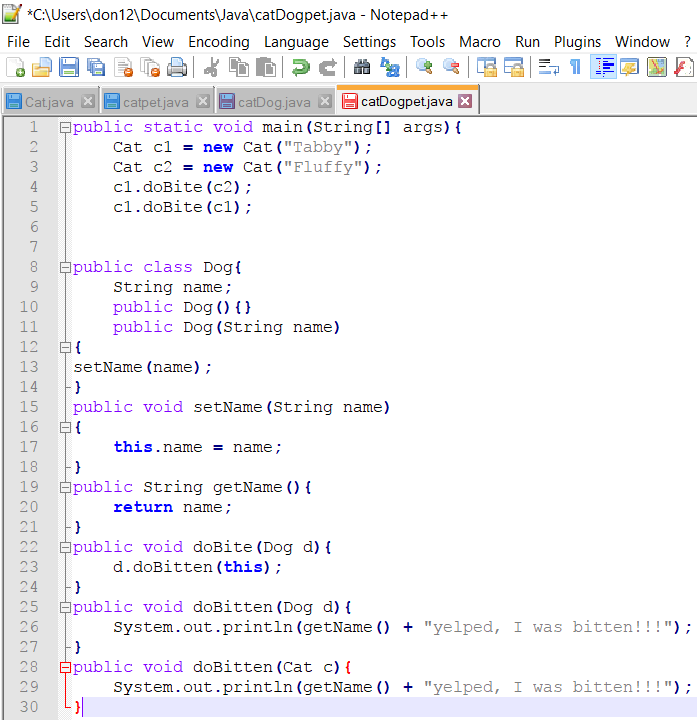 *C:\Users\don12\Documents\Java\catDogpet.java - Notepad++
File Edit Search View Encoding Language Settings Tools Macro Run Plugins Window ?
Cat.java catpet.java catDog.java catDogpet.java
1 public static void main(String[] args){
2 Cat c1 = new Cat("Tabby");
3 Cat c2 = new Cat("Fluffy");
4 c1.doBite(c2);
5 c1.doBite(c1);
6
7
8 public class Dog{
9 String name;
10 public Dog(){}
11 public Dog(String name)
12 {
13 setName(name);
14 }
15 public void setName(String name)
16 {
17 this.name = name;
18 }
19 public String getName(){
20 return name;
21 }
22 public void doBite(Dog d){
23 d.doBitten(this);
24 }
25 public void doBitten(Dog d){
26 System.out.println(getName() + "yelped, I was bitten!!!");
27 }
28 public void doBitten(Cat c){
29 System.out.println(getName() + "yelped, I was bitten!!!");
30 }